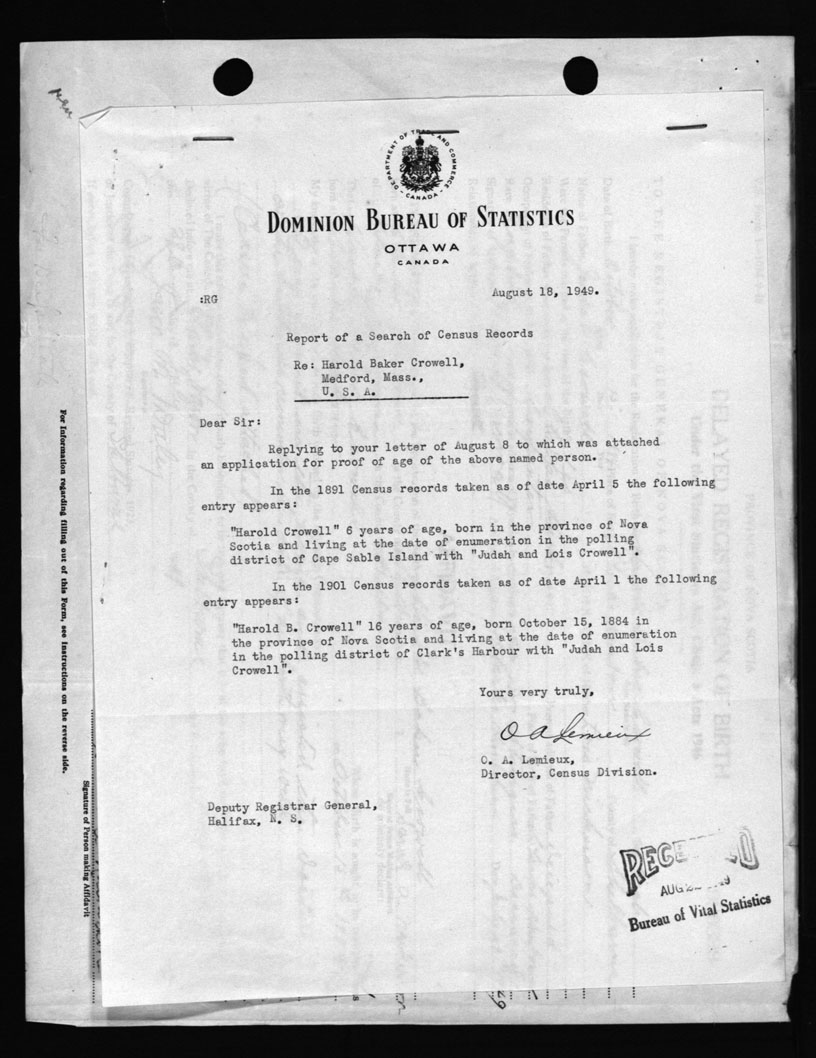 DEPARTMENT OF TRADE AND COMMERCE
CANADA
DOMINION BUREAU OF STATISTICS
OTTAWA
CANADA
August 18, 1949.
:RG
Report of a Search of Census Records
Re: Harold Baker Crowell,
Medford, Mass.,
U. S. A.
Dear Sir:
Replying to your letter of August 8 to which was attached
an application for proof of age of the above named person.
In the 1891 Census records taken as of date April 5 the following
entry appears:
"Harold Crowell" 6 years of age, born in the province of Nova
Scotia and living at the date of enumeration in the polling
district of Cape Sable Island with "Judah and Lois Crowell".
In the 1901 Census records taken as of date April 1 the following
entry appears:
"Harold B. Crowell" 16 years of age, born October 15, 1884 in
the province of Nova Scotia and living at the date of enumeration
in the polling district of Clark's Harbour with "Judah and Lois
Crowell".
Yours very truly,
O A Lemieux
O. A. Lemieux,
Director, Census Division.
Deputy Registrar General,
Halifax, N. S.
RECEIVED
AUG
Bureau of Vital Statistics
For Information regarding filling out of this Form, see Instructions on the reverse side.
Signature of Person making Affidavit